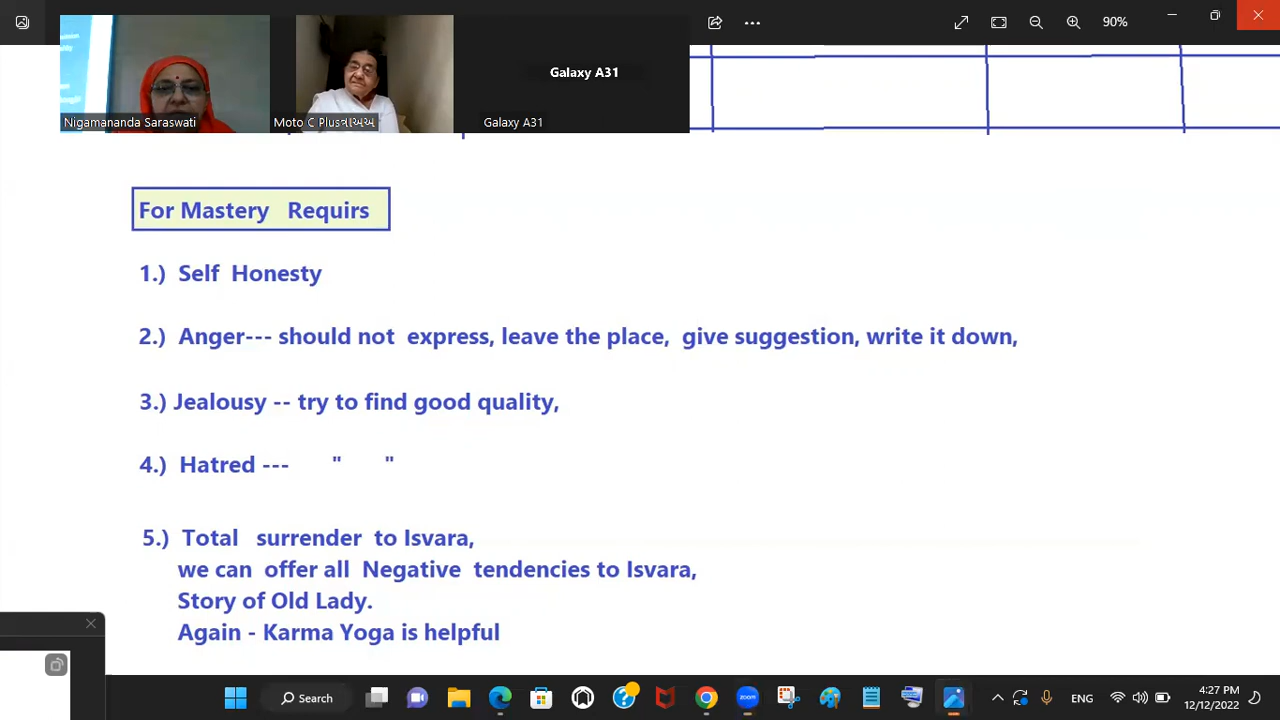 90%
Galaxy A31
Nigamananda Saraswati
Moto C Plusત્રાઅઅ
Galaxy A31
For Mastery Requirs
1.) Self Honesty
2.) Anger--- should not express, leave the place, give suggestion, write it down,
3.) Jealousy -- try to find good quality,
4.) Hatred --- " "
5.) Total surrender to Isvara,
we can offer all Negative tendencies to Isvara,
Story of Old Lady.
Again - Karma Yoga is helpful
Search
ENG
4:27 PM
12/12/2022